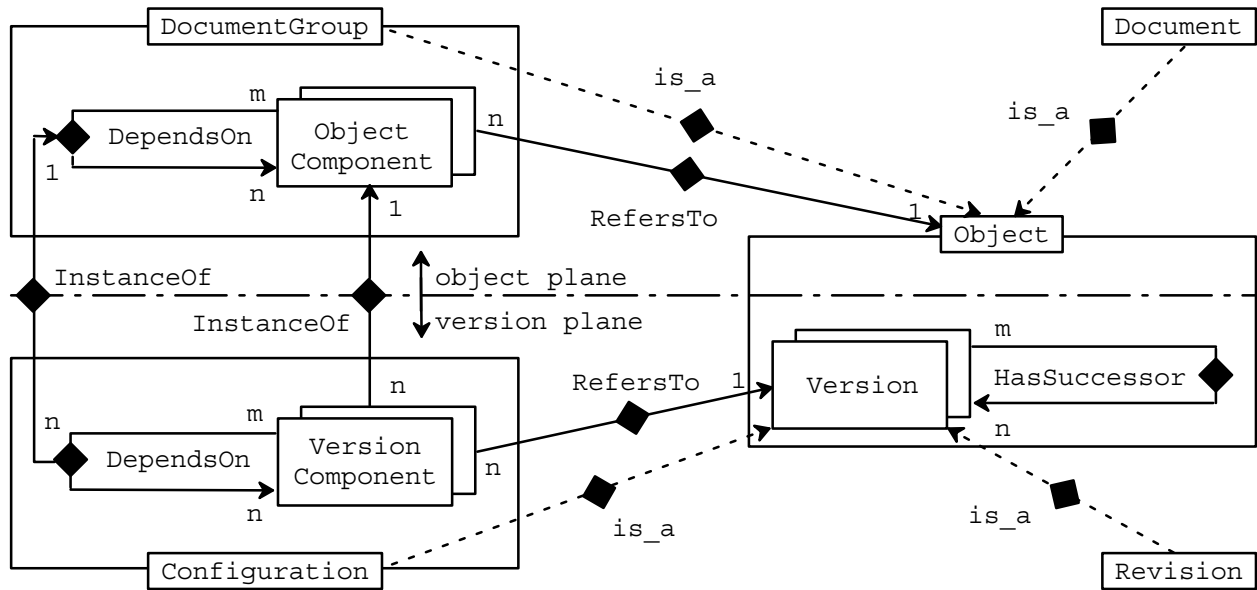 DocumentGroup
Document
is_a
is_a
m
DependsOn
Object
Component
n
1
n
1
RefersTo
1
Object
InstanceOf
object plane
InstanceOf
version plane
m
n
RefersTo
1
Version
HasSuccessor
n
m
n
DependsOn
Version
Component
n
n
is_a
is_a
Configuration
Revision